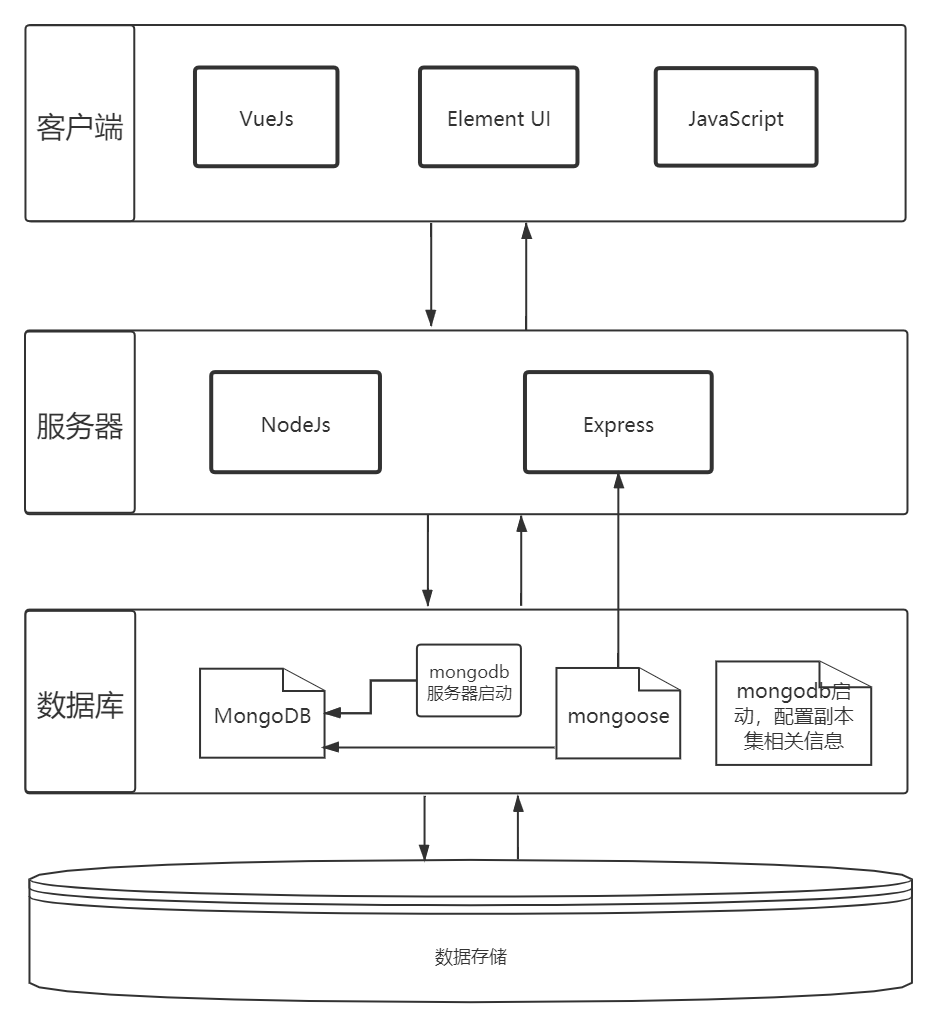 客户端
VueJs
Element UI
JavaScript
服务器
NodeJs
Express
数据库
MongoDB
mongodb
服务器启动
mongoose
mongodb启
动，配置副本
集相关信息
数据存储